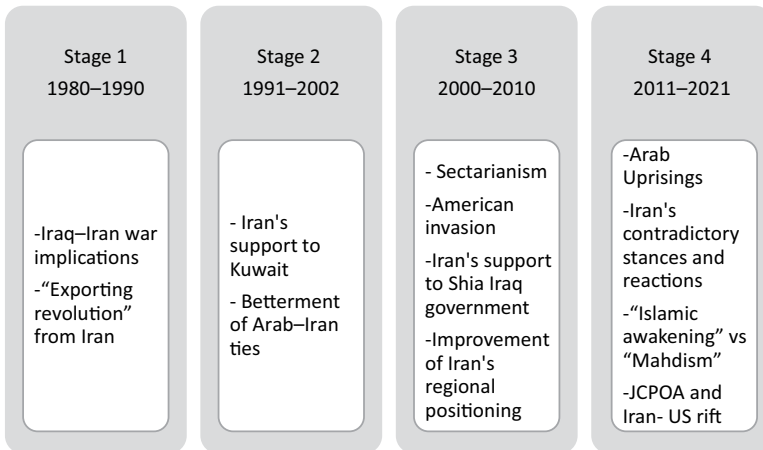 Stage 1
1980–1990
-Iraq–Iran war
implications
-“Exporting
revolution”
from Iran
Stage 2
1991–2002
- Iran's
support to
Kuwait
- Betterment
of Arab–Iran
ties
Stage 3
2000–2010
- Sectarianism
-American
invasion
-Iran's support
to Shia Iraq
government
-Improvement
of Iran's
regional
positioning
Stage 4
2011–2021
-Arab
Uprisings
-Iran's
contradictory
stances and
reactions
-“Islamic
awakening” vs
“Mahdism”
-JCPOA and
Iran- US rift